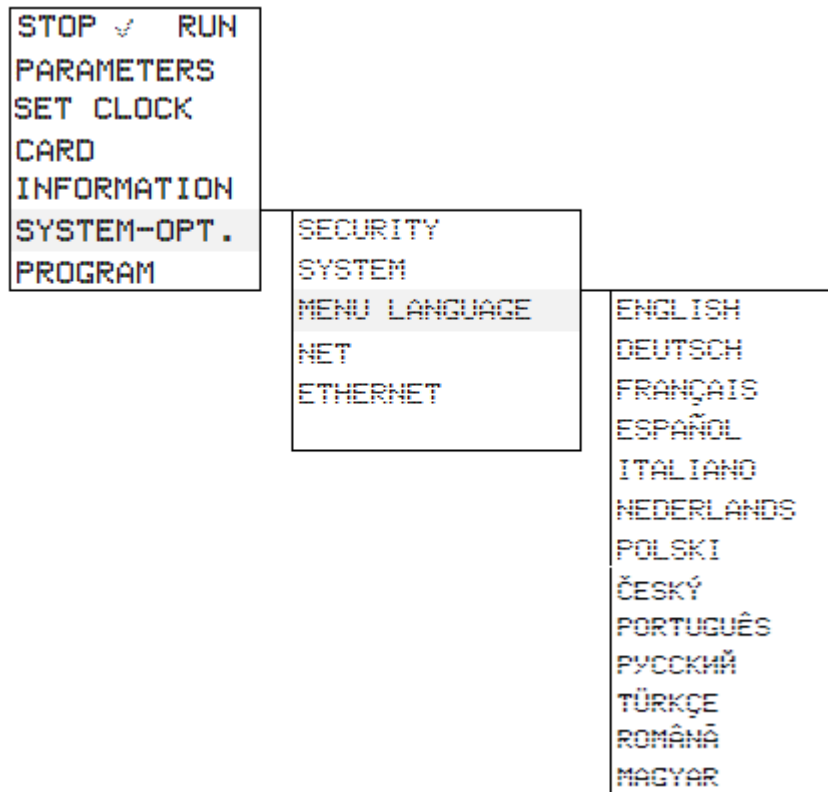 STOP ✓ RUN
PARAMETERS
SET CLOCK
CARD
INFORMATION
SYSTEM-OPT.
PROGRAM
SECURITY
SYSTEM
MENU LANGUAGE
NET
ETHERNET
ENGLISH
DEUTSCH
FRANÇAIS
ESPAÑOL
ITALIANO
NEDERLANDS
POLSKI
ČESKÝ
PORTUGUÊS
РУССКИЙ
TÜRKÇE
ROMÂNĂ
MAGYAR